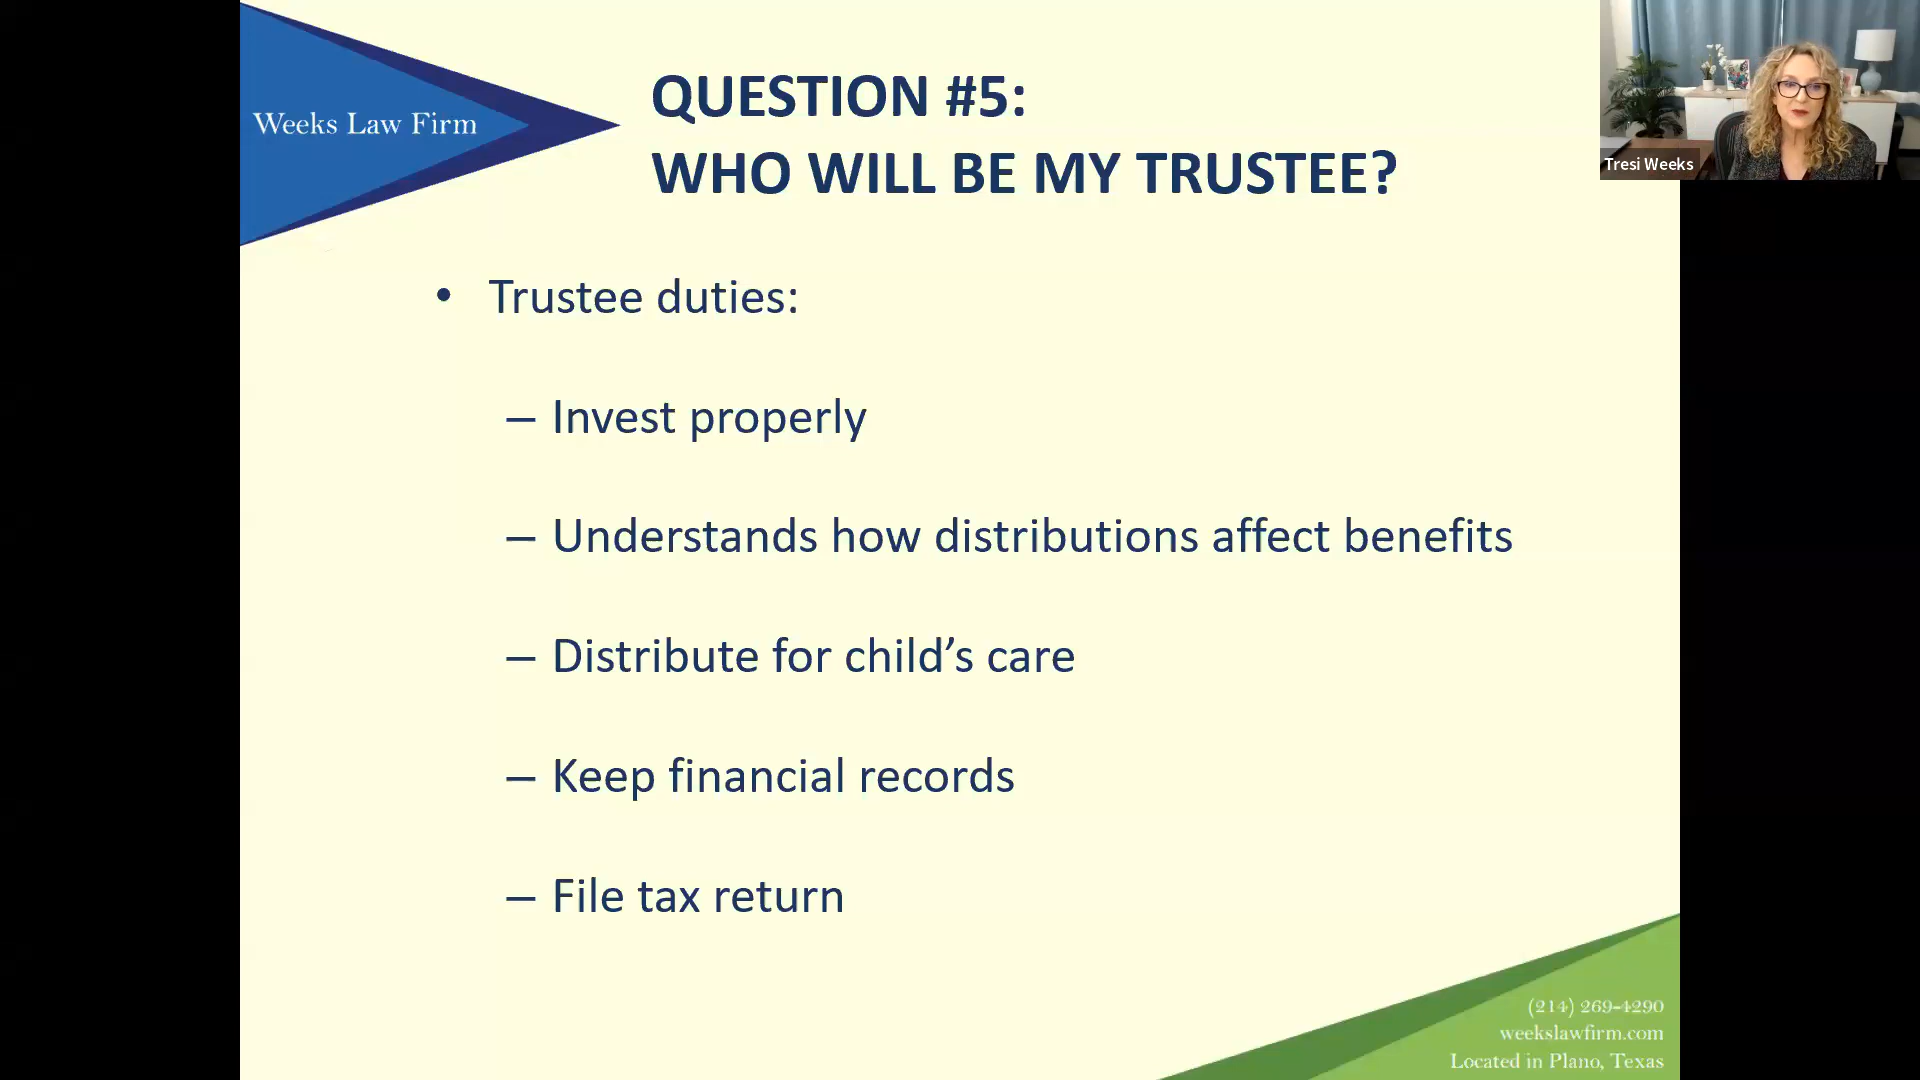 Weeks Law Firm
QUESTION #5:
WHO WILL BE MY TRUSTEE?
Tresi Weeks
• Trustee duties:
– Invest properly
– Understands how distributions affect benefits
– Distribute for child’s care
– Keep financial records
– File tax return
(214) 269-4290
weekslawfirm.com
Located in Plano, Texas